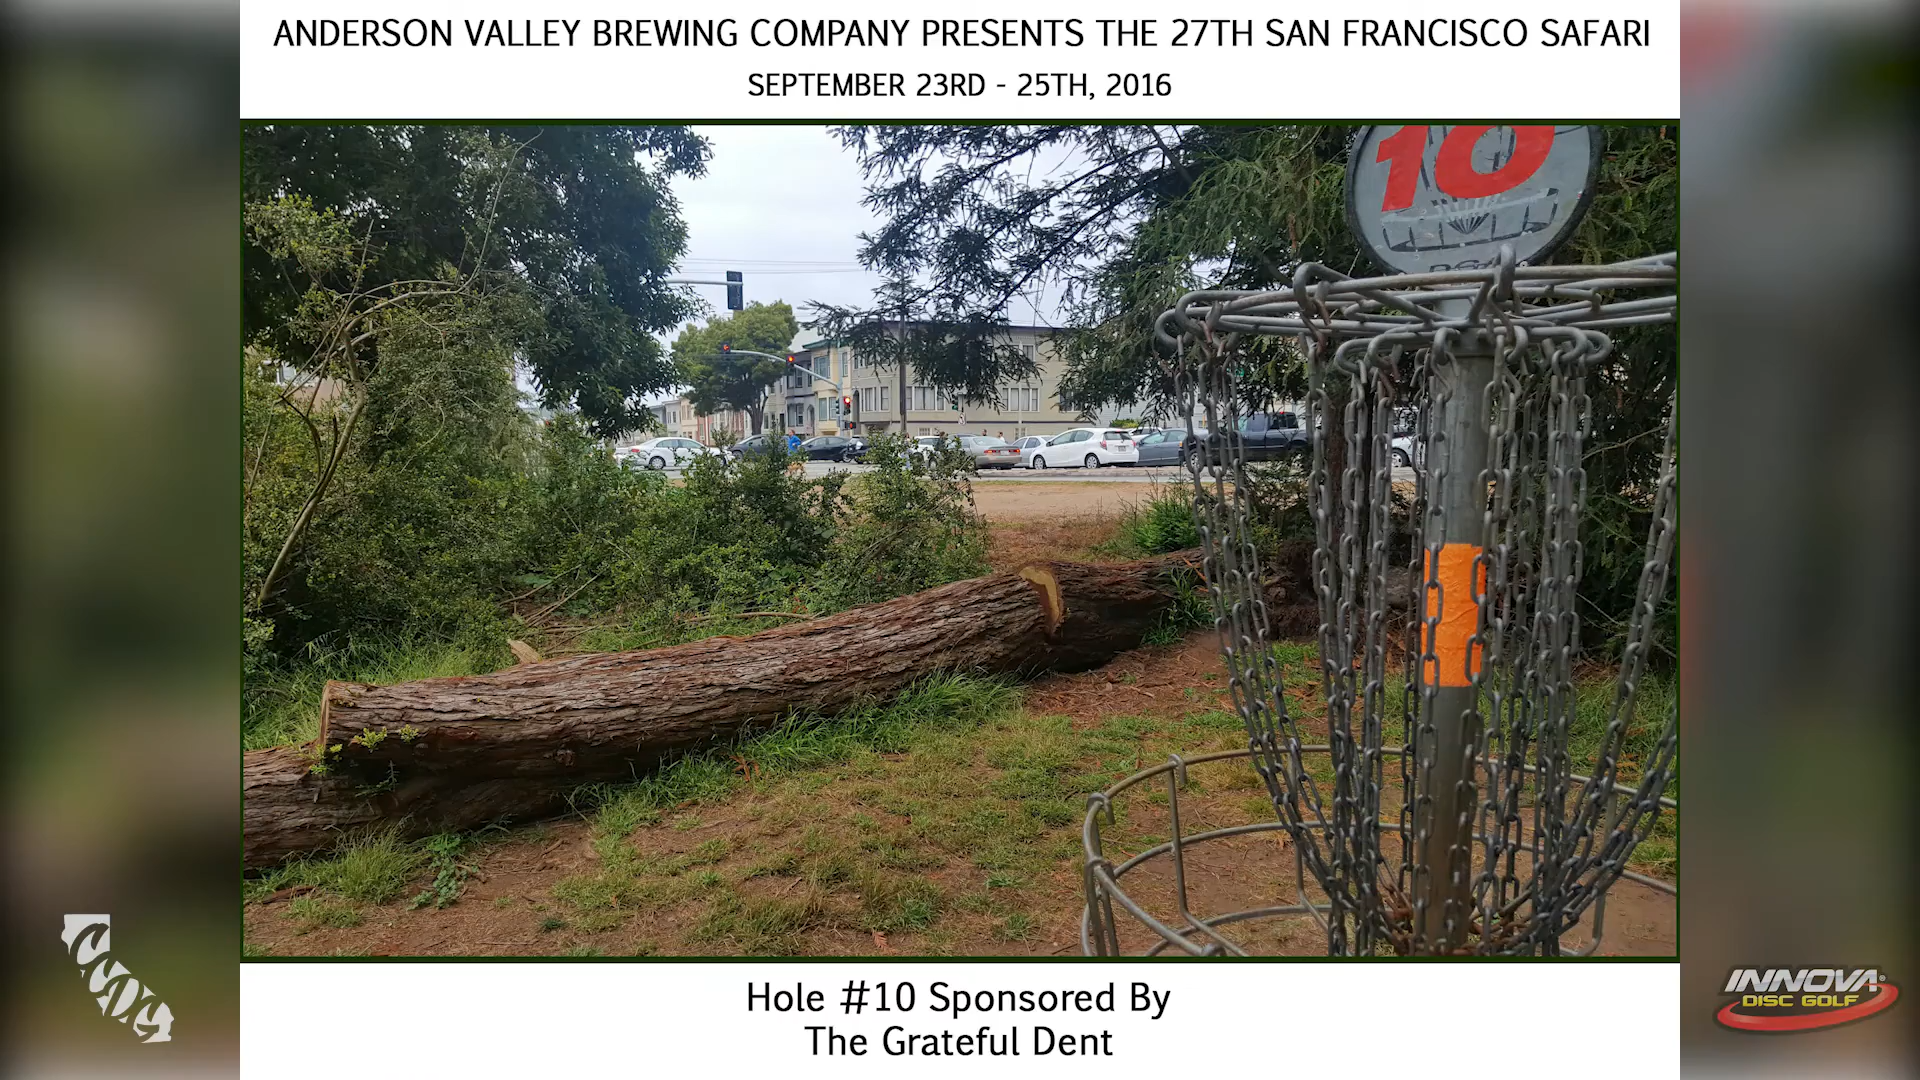 ANDERSON VALLEY BREWING COMPANY PRESENTS THE 27TH SAN FRANCISCO SAFARI
SEPTEMBER 23RD - 25TH, 2016
10
Hole #10 Sponsored By
The Grateful Dent
INNOVA
DISC GOLF